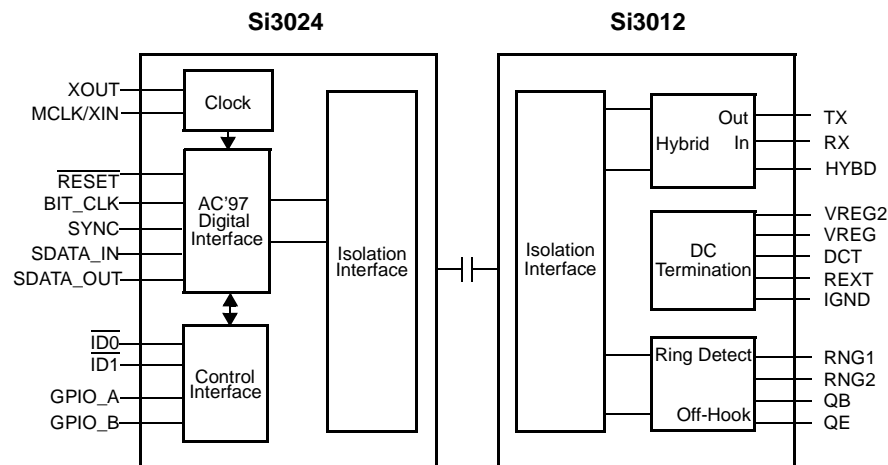 Si3024
Si3012
XOUT
MCLK/XIN
Clock
RESET
BIT_CLK
SYNC
SDATA_IN
SDATA_OUT
AC'97
Digital
Interface
ID0
ID1
GPIO_A
GPIO_B
Control
Interface
Isolation
Interface
Isolation
Interface
Out
Hybrid In
TX
RX
HYBD
DC
Termination
VREG2
VREG
DCT
REXT
IGND
Ring Detect
Off-Hook
RNG1
RNG2
QB
QE